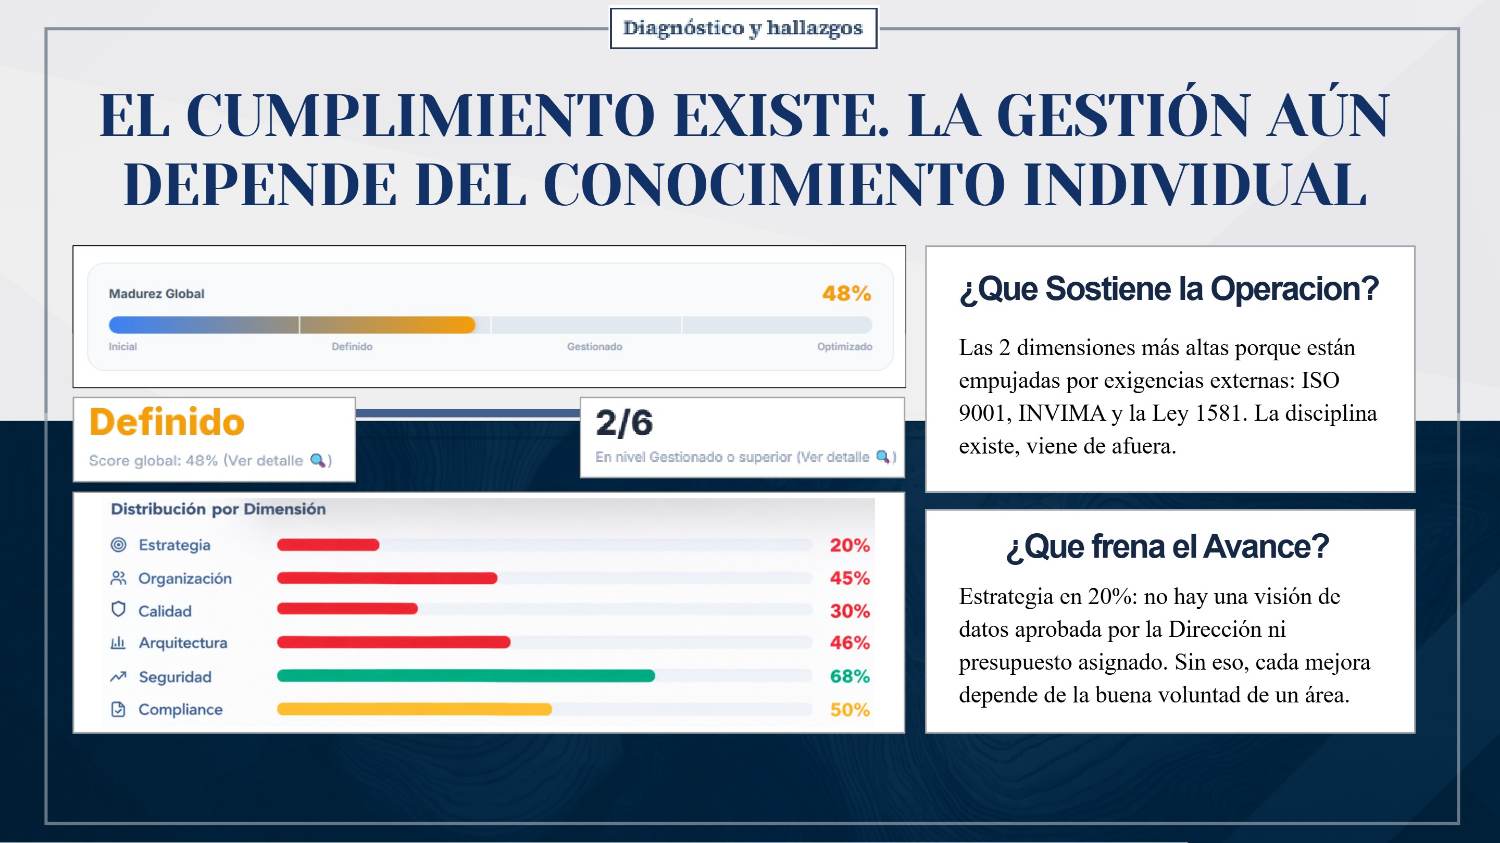 Diagnóstico y hallazgos
EL CUMPLIMIENTO EXISTE. LA GESTIÓN AÚN
DEPENDE DEL CONOCIMIENTO INDIVIDUAL
Madurez Global
48%
Inicial
Definido
Gestionado
Optimizado
Definido
Score global: 48% (Ver detalle 🔍)
2/6
En nivel Gestionado o superior (Ver detalle 🔍)
Distribución por Dimensión
Estrategia 20%
Organización 45%
Calidad 30%
Arquitectura 46%
Seguridad 68%
Compliance 50%
¿Que Sostiene la Operacion?
Las 2 dimensiones más altas porque están
empujadas por exigencias externas: ISO
9001, INVIMA y la Ley 1581. La disciplina
existe, viene de afuera.
¿Que frena el Avance?
Estrategia en 20%: no hay una visión de
datos aprobada por la Dirección ni
presupuesto asignado. Sin eso, cada mejora
depende de la buena voluntad de un área.